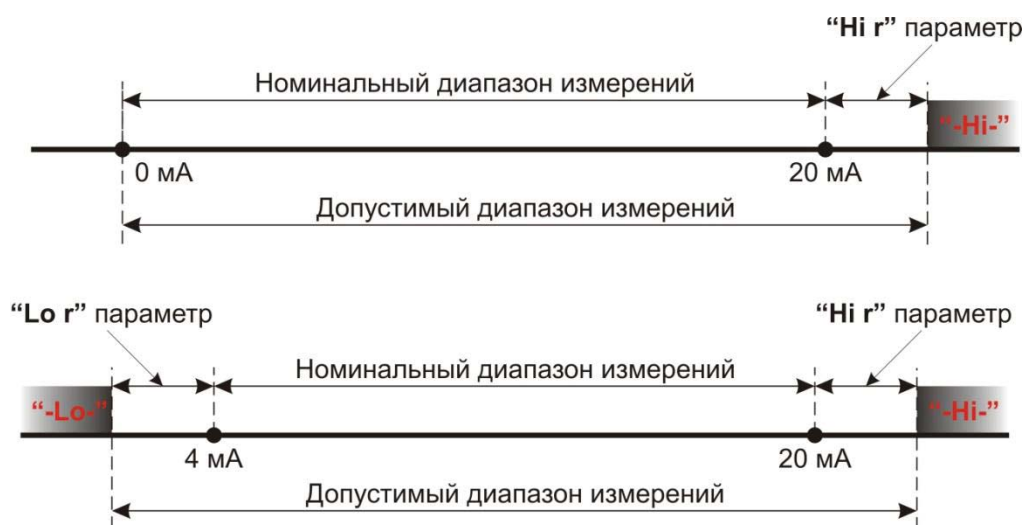 “Hi r” параметр
Номинальный диапазон измерений
“-Hi-”
0 мА
20 мА
Допустимый диапазон измерений
“Lo r” параметр
“Hi r” параметр
Номинальный диапазон измерений
“-Lo-”
“-Hi-”
4 мА
20 мА
Допустимый диапазон измерений